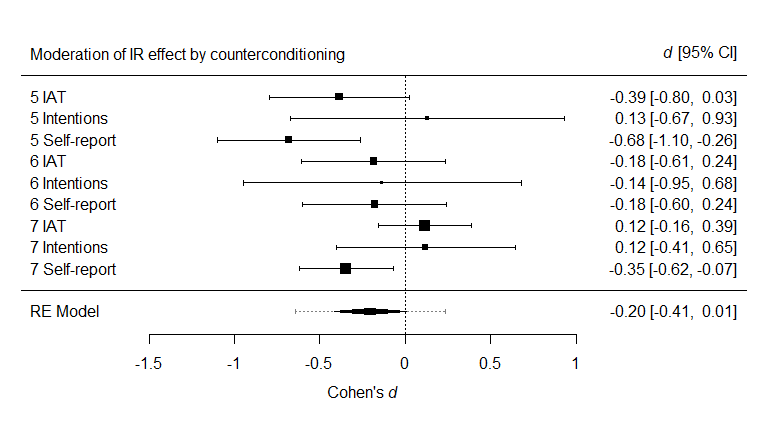 Moderation of IR effect by counterconditioning d [95% CI]
5 IAT -0.39 [-0.80, 0.03]
5 Intentions 0.13 [-0.67, 0.93]
5 Self-report -0.68 [-1.10, -0.26]
6 IAT -0.18 [-0.61, 0.24]
6 Intentions -0.14 [-0.95, 0.68]
6 Self-report -0.18 [-0.60, 0.24]
7 IAT 0.12 [-0.16, 0.39]
7 Intentions 0.12 [-0.41, 0.65]
7 Self-report -0.35 [-0.62, -0.07]
RE Model -0.20 [-0.41, 0.01]
-1.5 -1 -0.5 0 0.5 1
Cohen's d